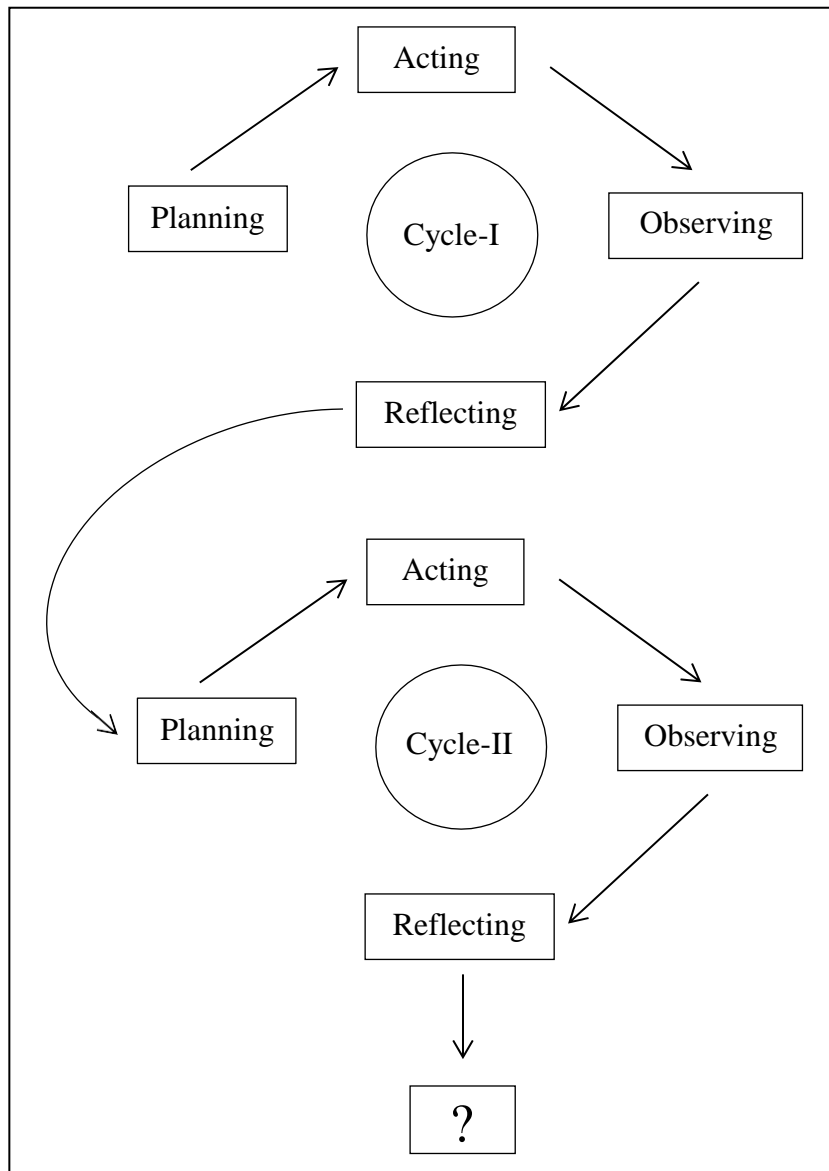 Acting
Planning
Cycle-I
Observing
Reflecting
Acting
Planning
Cycle-II
Observing
Reflecting
?